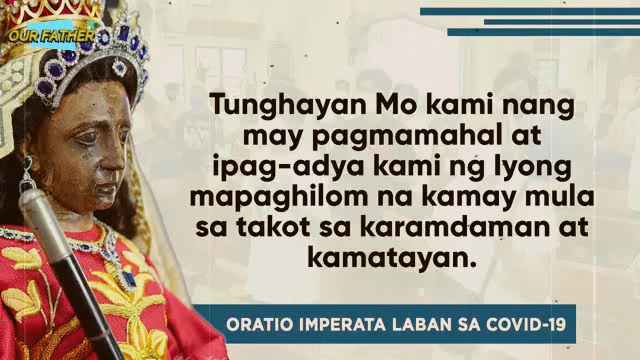 OUR FATHER
Tunghayan Mo kami nang
may pagmamahal at
ipag-adya kami ng Iyong
mapaghilom na kamay mula
sa takot sa karamdaman at
kamatayan.
ORATIO IMPERATA LABAN SA COVID-19